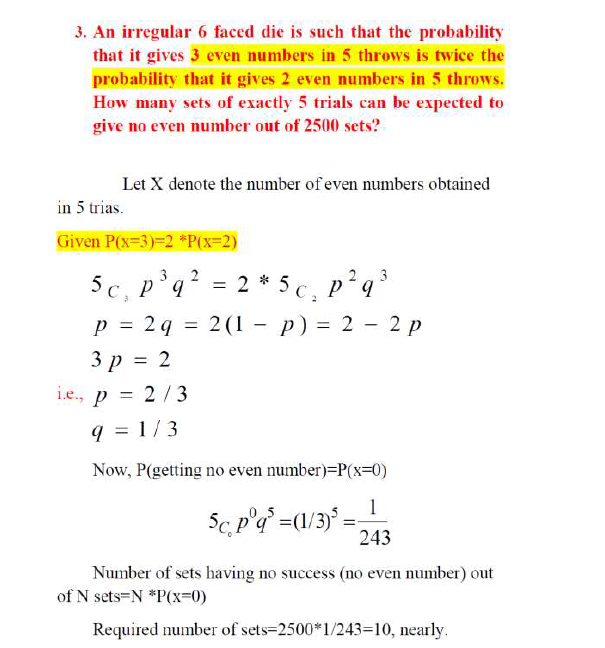 3. An irregular 6 faced die is such that the probability
that it gives 3 even numbers in 5 throws is twice the
probability that it gives 2 even numbers in 5 throws.
How many sets of exactly 5 trials can be expected to
give no even number out of 2500 sets?
Let X denote the number of even numbers obtained
in 5 trias.
Given P(x=3)=2 *P(x=2)
5C₃ p³q² = 2 * 5C₂ p²q³
p = 2q = 2(1 − p) = 2 − 2p
3p = 2
i.e., p = 2/3
q = 1/3
Now, P(getting no even number)=P(x=0)
5C₀ p⁰q⁵ =(1/3)⁵ = 1/243
Number of sets having no success (no even number) out
of N sets=N *P(x=0)
Required number of sets=2500*1/243=10, nearly.